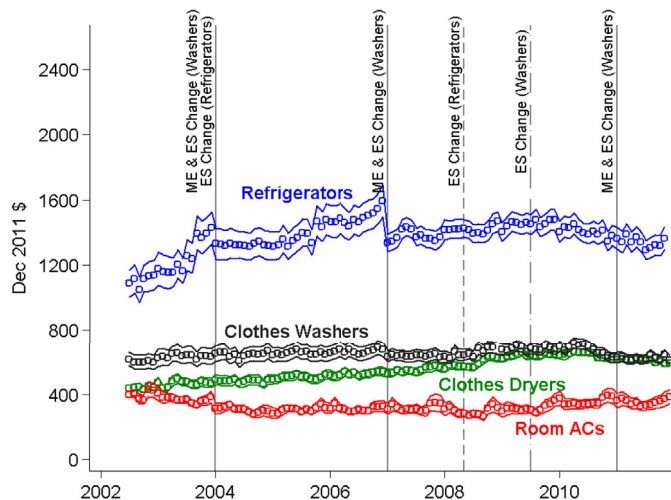 2400
2000
1600
1200
800
400
0
Dec 2011 $
ME & ES Change (Washers)
ES Change (Refrigerators)
ME & ES Change (Washers)
ES Change (Refrigerators)
ES Change (Washers)
ME & ES Change (Washers)
Refrigerators
Clothes Washers
Clothes Dryers
Room ACs
2002
2004
2006
2008
2010